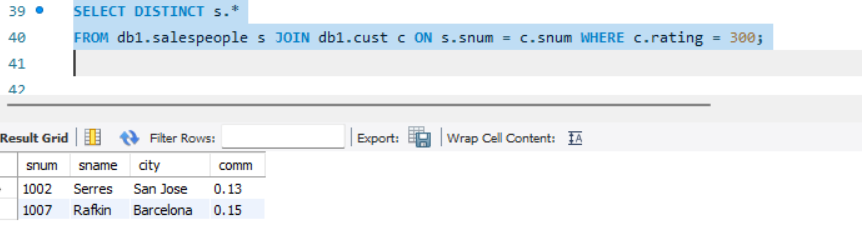 39 SELECT DISTINCT s.*
40 FROM db1.salespeople s JOIN db1.cust c ON s.snum = c.snum WHERE c.rating = 300;
41
42
Result Grid Filter Rows: Export: Wrap Cell Content:
snum sname city comm
1002 Serres San Jose 0.13
1007 Rafkin Barcelona 0.15